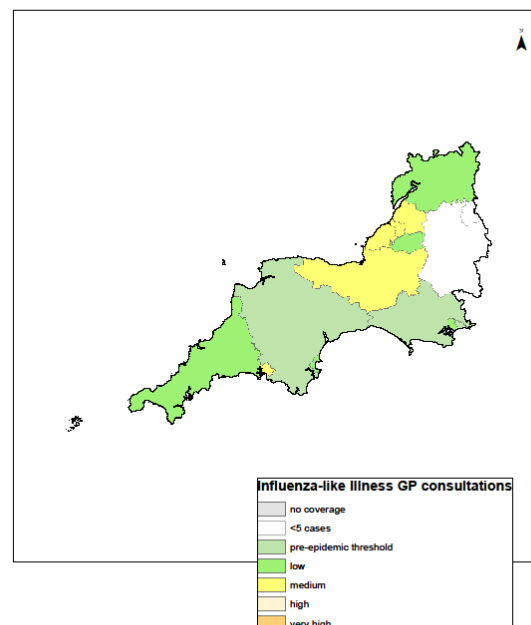 N
Influenza-like Illness GP consultations
no coverage
<5 cases
pre-epidemic threshold
low
medium
high
very high